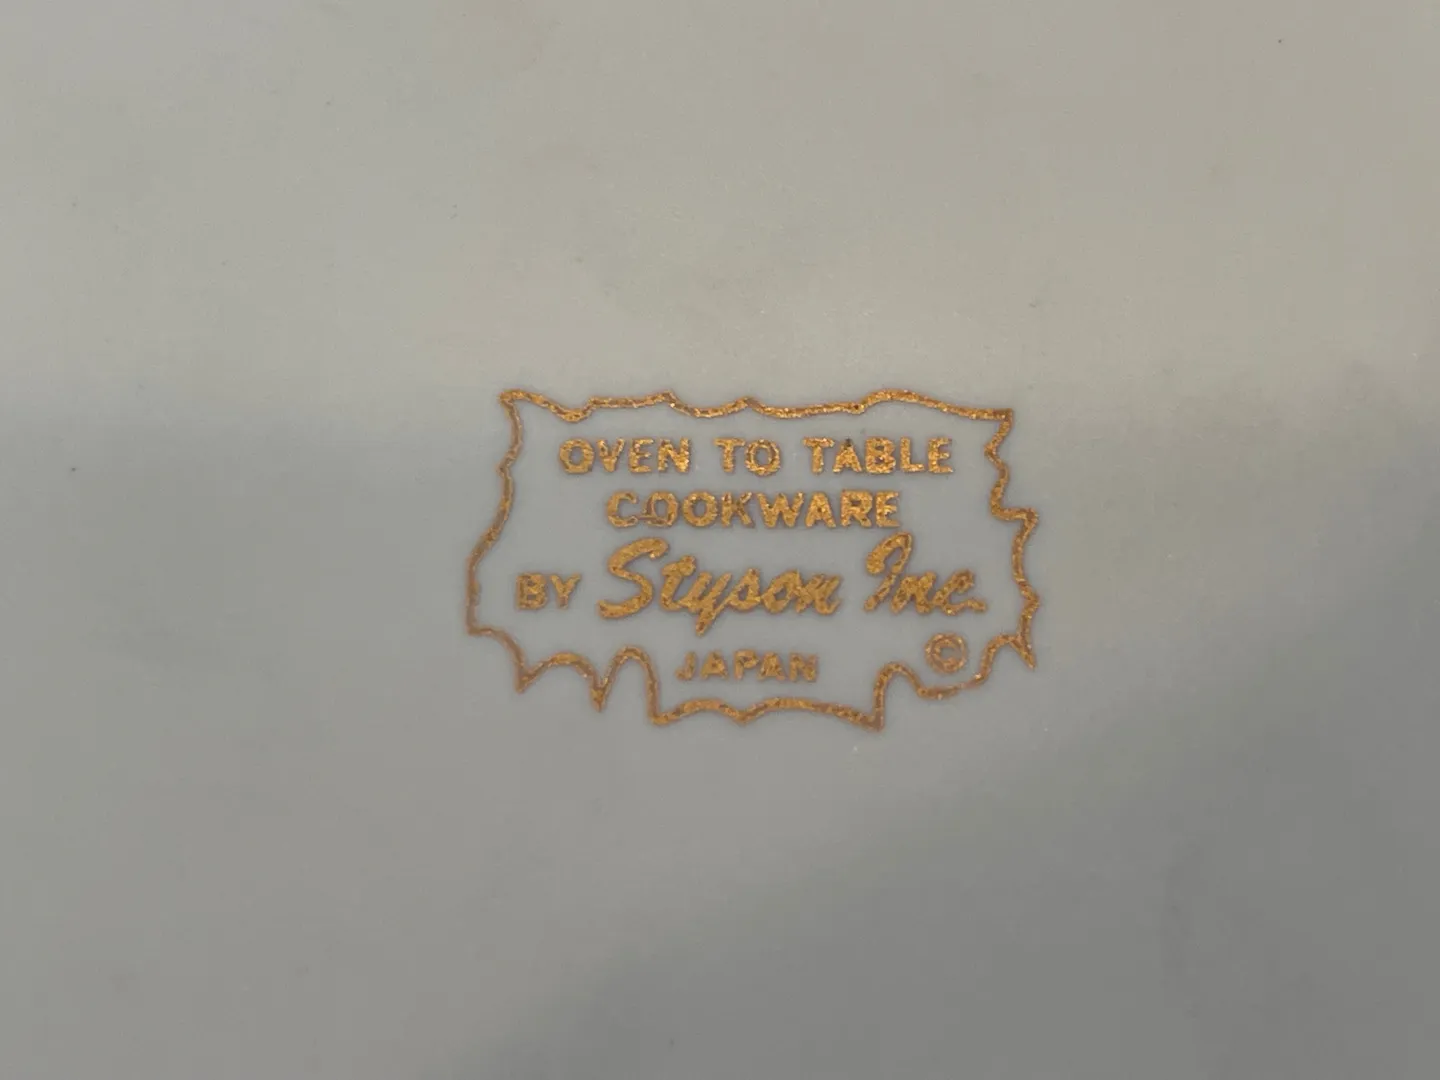 OVEN TO TABLE
COOKWARE
BY Styson Inc.
JAPAN ©